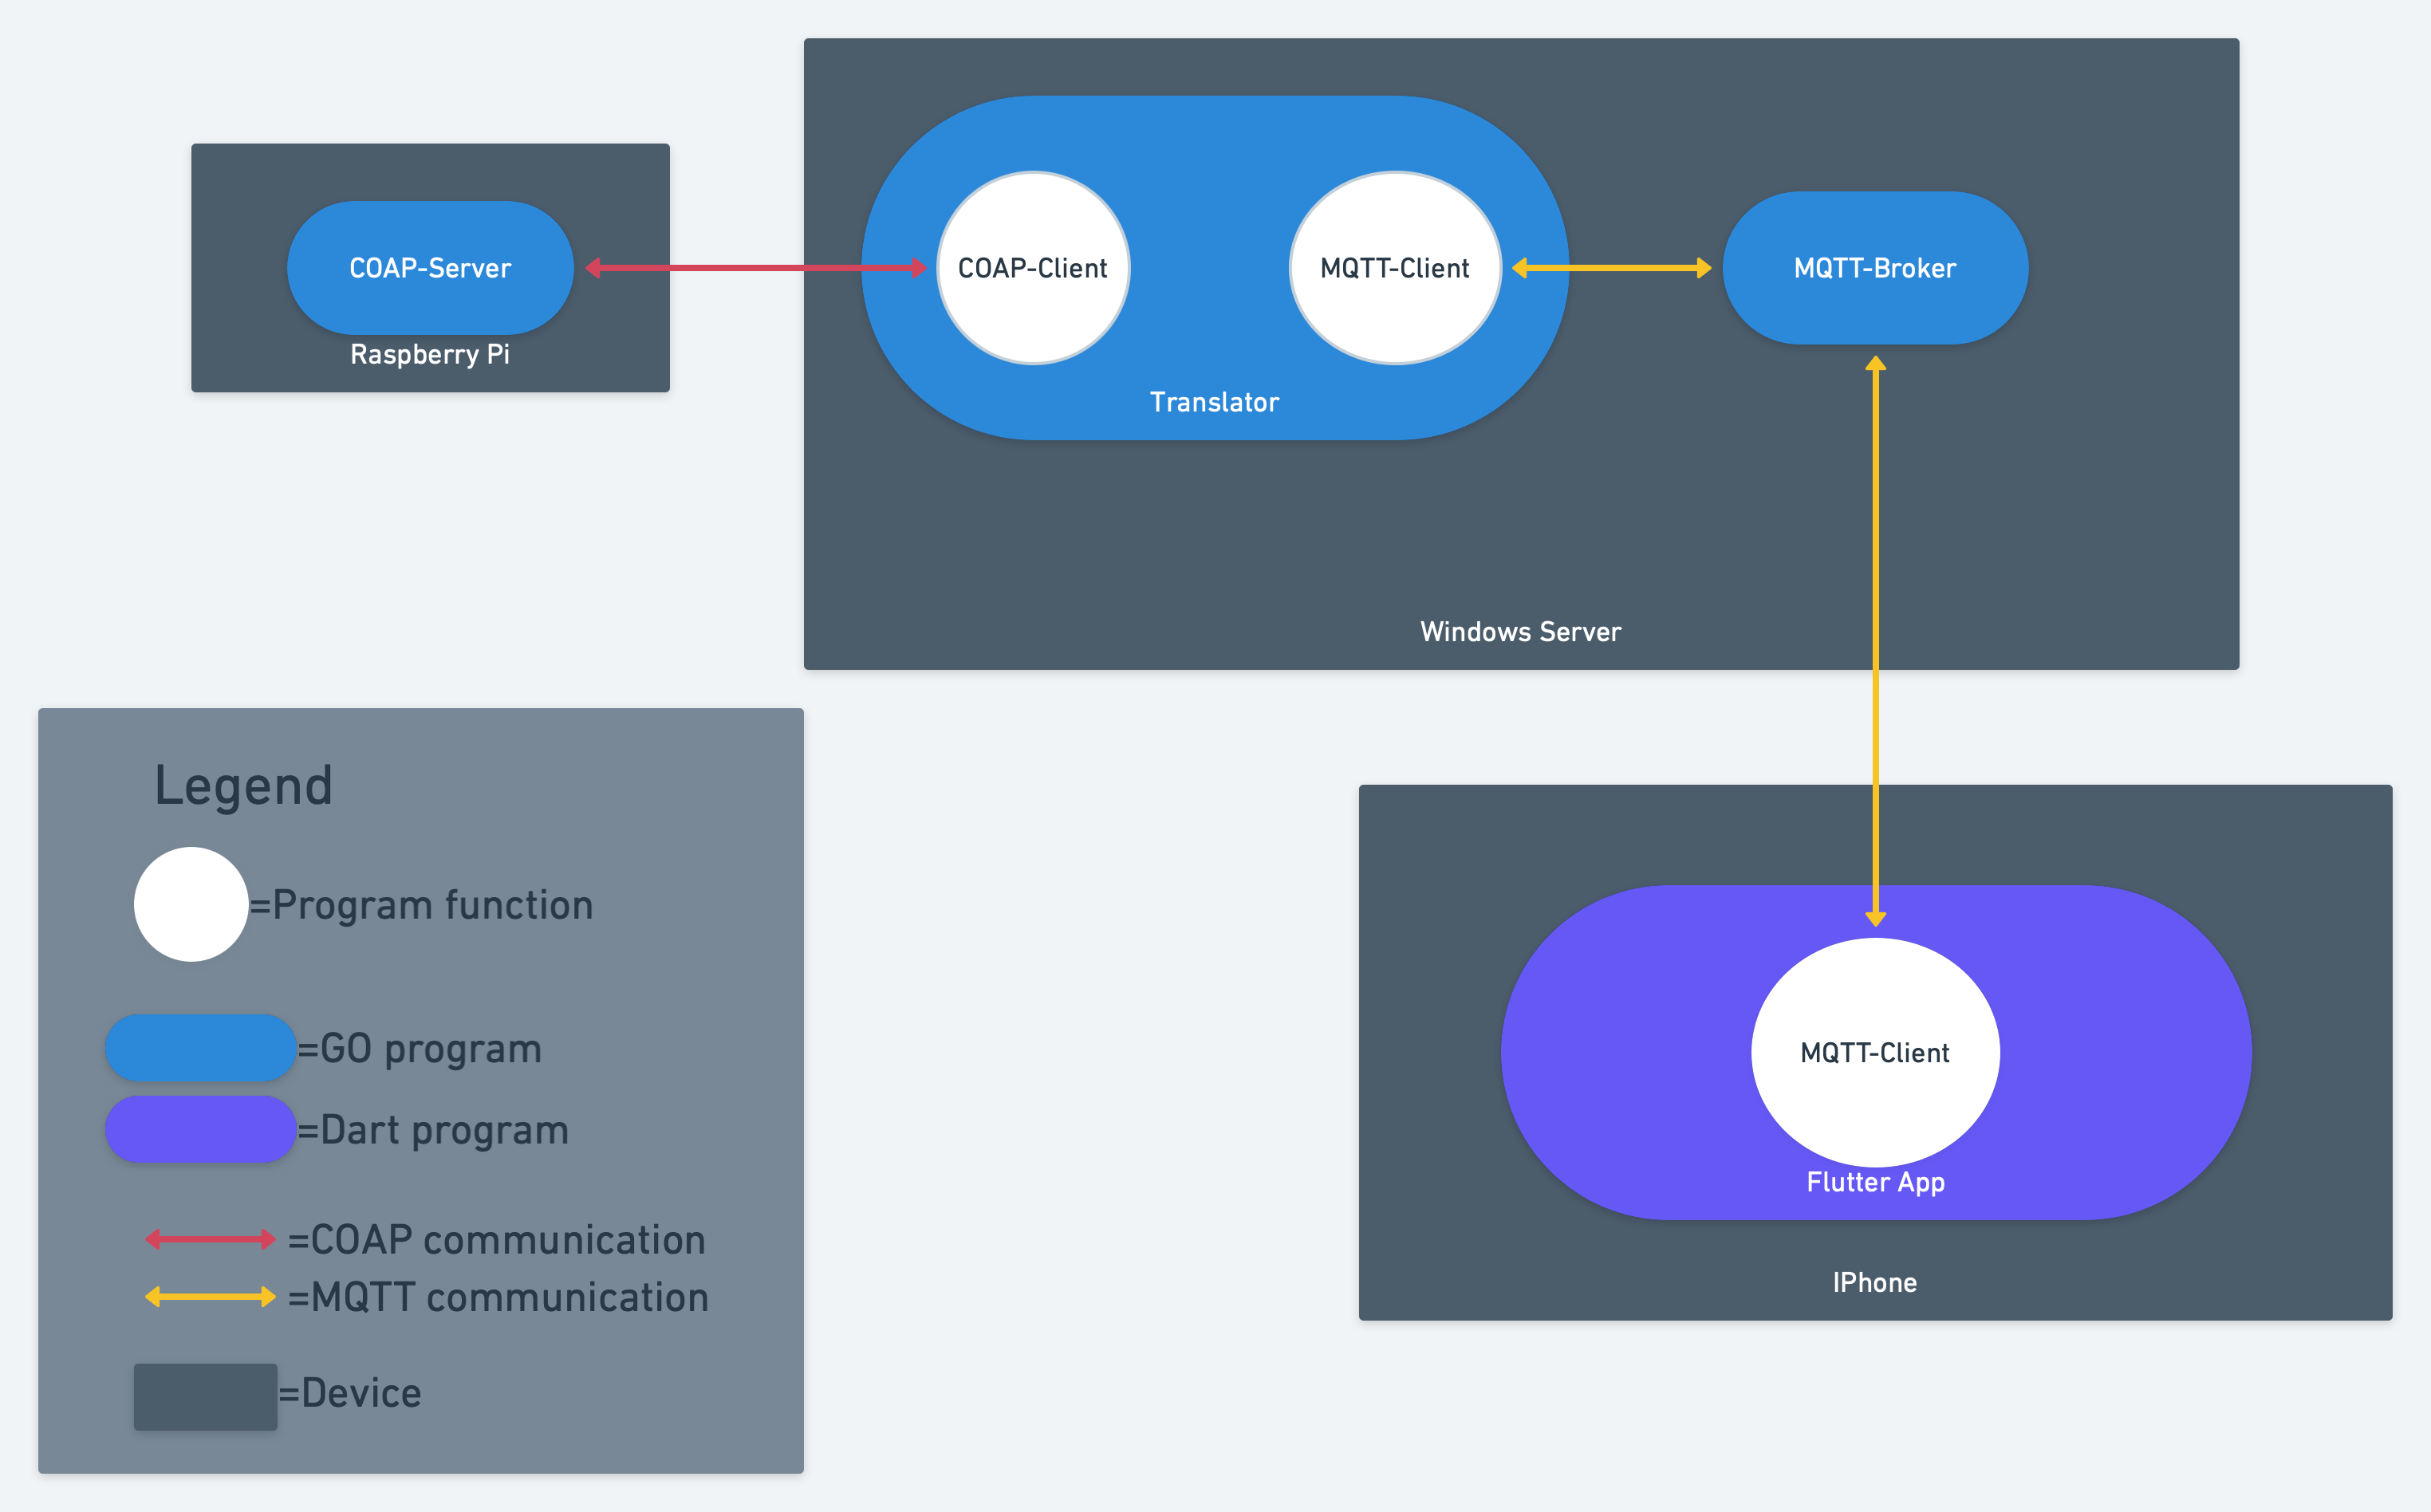 COAP-Server
Raspberry Pi
COAP-Client
MQTT-Client
Translator
MQTT-Broker
Windows Server
Legend
=Program function
=GO program
=Dart program
=COAP communication
=MQTT communication
=Device
MQTT-Client
Flutter App
IPhone